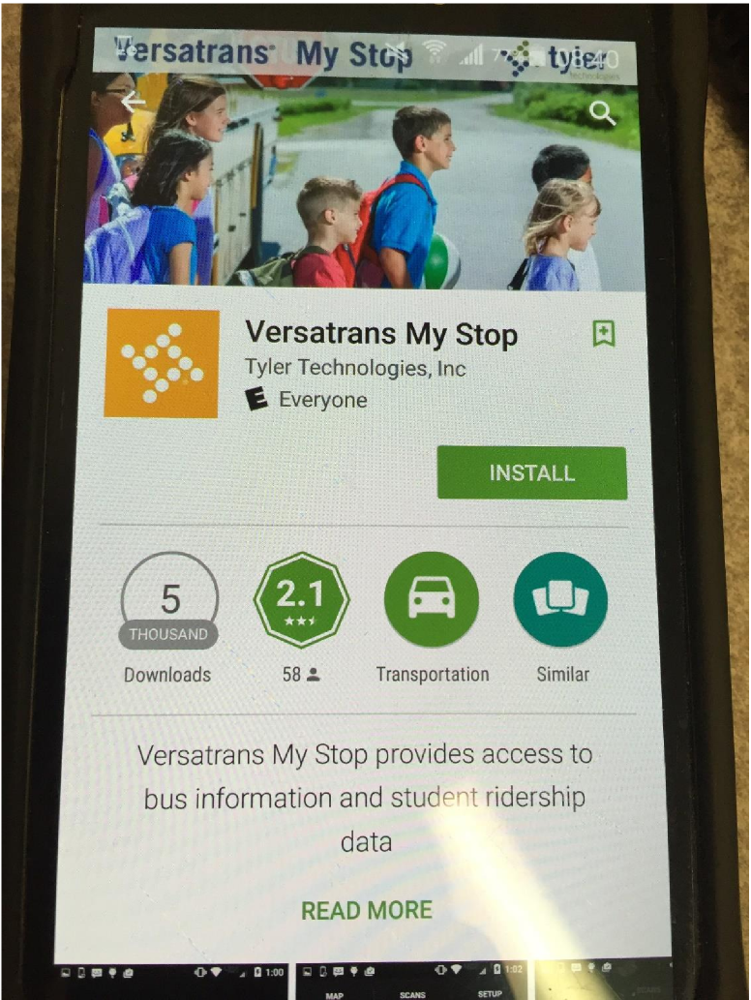 Versatrans My Stop
tyler
technologies
Versatrans My Stop
Tyler Technologies, Inc
E Everyone
INSTALL
5
THOUSAND
Downloads
2.1
58
Transportation
Similar
Versatrans My Stop provides access to
bus information and student ridership
data
READ MORE
1:00
1:02
MAP SCANS SETUP